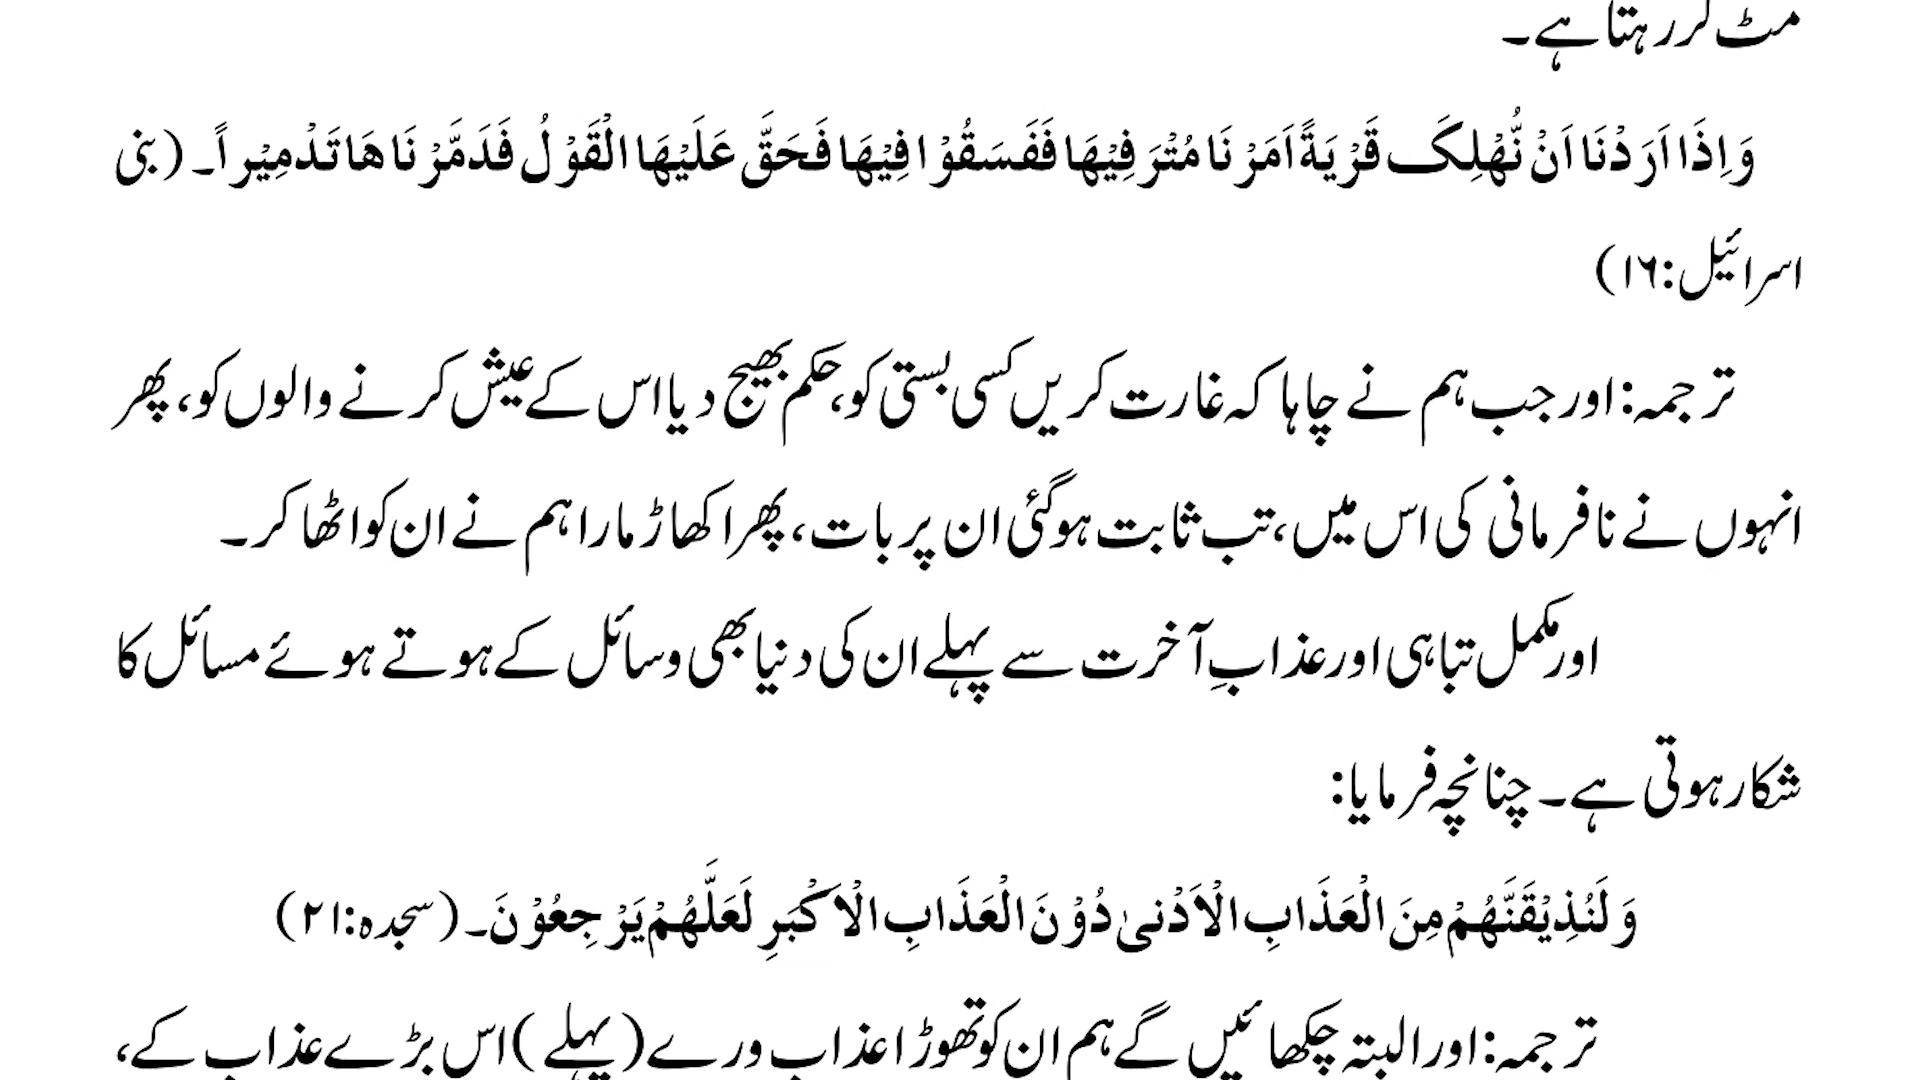 مٹ کر رہتا ہے۔
وَاِذَا اَرَدْنَا اَنْ نُّهْلِکَ قَرْیَةً اَمَرْنَا مُتْرَفِیْهَا فَفَسَقُوْا فِیْهَا فَحَقَّ عَلَیْهَا الْقَوْلُ فَدَمَّرْنَاهَا تَدْمِیْراً۔ (بنی
اسرائیل:۱۶)
ترجمہ: اور جب ہم نے چاہا کہ غارت کریں کسی بستی کو، حکم بھیج دیا اس کے عیش کرنے والوں کو، پھر
انہوں نے نافرمانی کی اس میں، تب ثابت ہوگئی ان پر بات، پھر اکھاڑ مارا ہم نے ان کو اٹھا کر۔
اور مکمل تباہی اور عذابِ آخرت سے پہلے ان کی دنیا بھی وسائل کے ہوتے ہوئے مسائل کا
شکار ہوتی ہے۔ چنانچہ فرمایا:
وَلَنُذِیْقَنَّهُمْ مِنَ الْعَذَابِ الْاَدْنیٰ دُوْنَ الْعَذَابِ الْاَکْبَرِ لَعَلَّهُمْ یَرْجِعُوْنَ۔ (سجدہ:۲۱)
ترجمہ: اور البتہ چکھائیں گے ہم ان کو تھوڑا عذاب ورے (پہلے) اس بڑے عذاب کے،